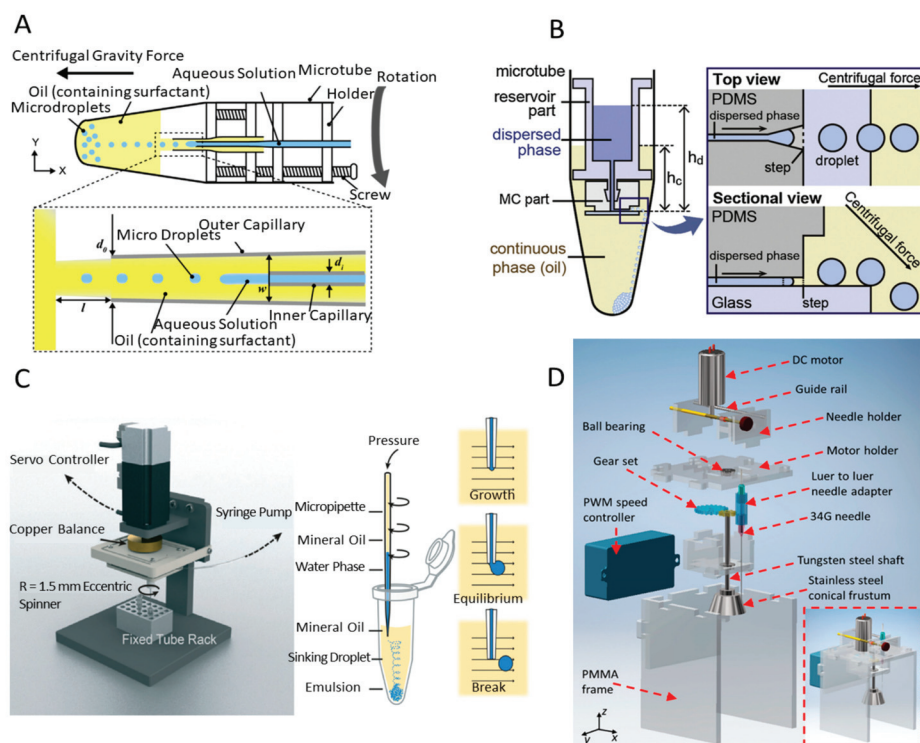 A
Centrifugal Gravity Force
Oil (containing surfactant)
Microdroplets
Aqueous Solution
Microtube
Holder
Rotation
Y
X
Screw
Outer Capillary
Micro Droplets
d₀
dᵢ
w
l
Aqueous Solution
Inner Capillary
Oil (containing surfactant)
B
microtube
reservoir
part
dispersed
phase
MC part
hc
hd
continuous
phase (oil)
Top view
Centrifugal force
PDMS
dispersed phase
step
droplet
Sectional view
PDMS
Centrifugal
force
dispersed phase
Glass
step
C
Servo Controller
Syringe Pump
Copper Balance
R = 1.5 mm Eccentric
Spinner
Fixed Tube Rack
Pressure
Micropipette
Mineral Oil
Water Phase
Mineral Oil
Sinking Droplet
Emulsion
Growth
Equilibrium
Break
D
DC motor
Guide rail
Needle holder
Ball bearing
Motor holder
Gear set
Luer to luer
needle adapter
PWM speed
controller
34G needle
Tungsten steel shaft
Stainless steel
conical frustum
PMMA
frame
z
y
x